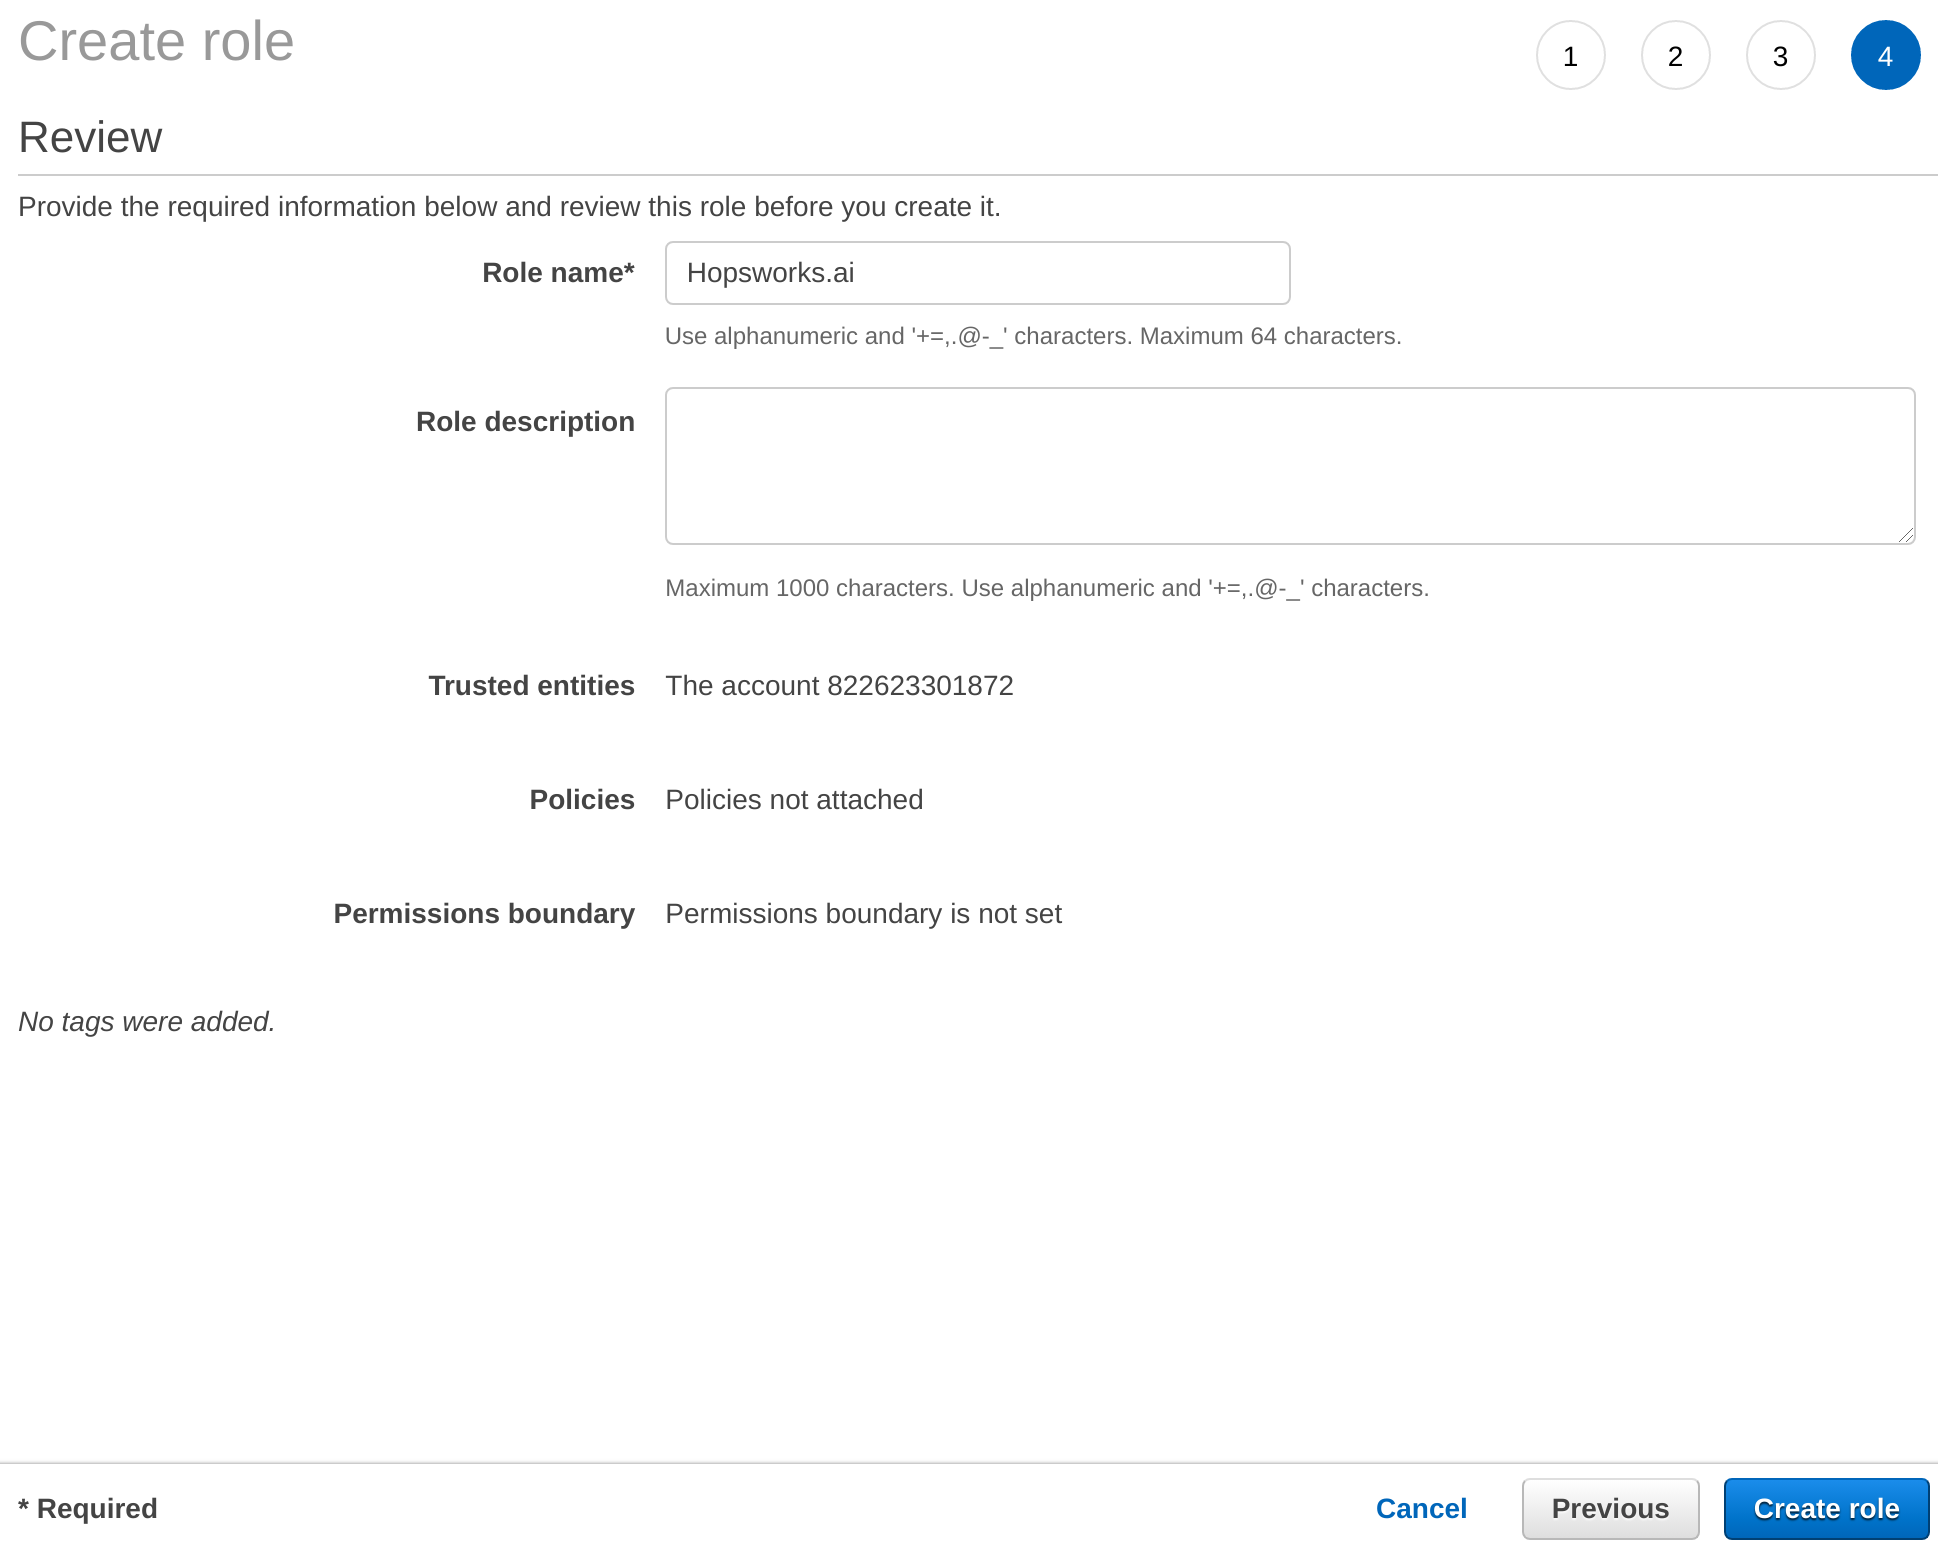 Create role
1 2 3 4
Review
Provide the required information below and review this role before you create it.
Role name* Hopsworks.ai
Use alphanumeric and '+=,.@-_' characters. Maximum 64 characters.
Role description
Maximum 1000 characters. Use alphanumeric and '+=,.@-_' characters.
Trusted entities The account 822623301872
Policies Policies not attached
Permissions boundary Permissions boundary is not set
No tags were added.
* Required Cancel Previous Create role